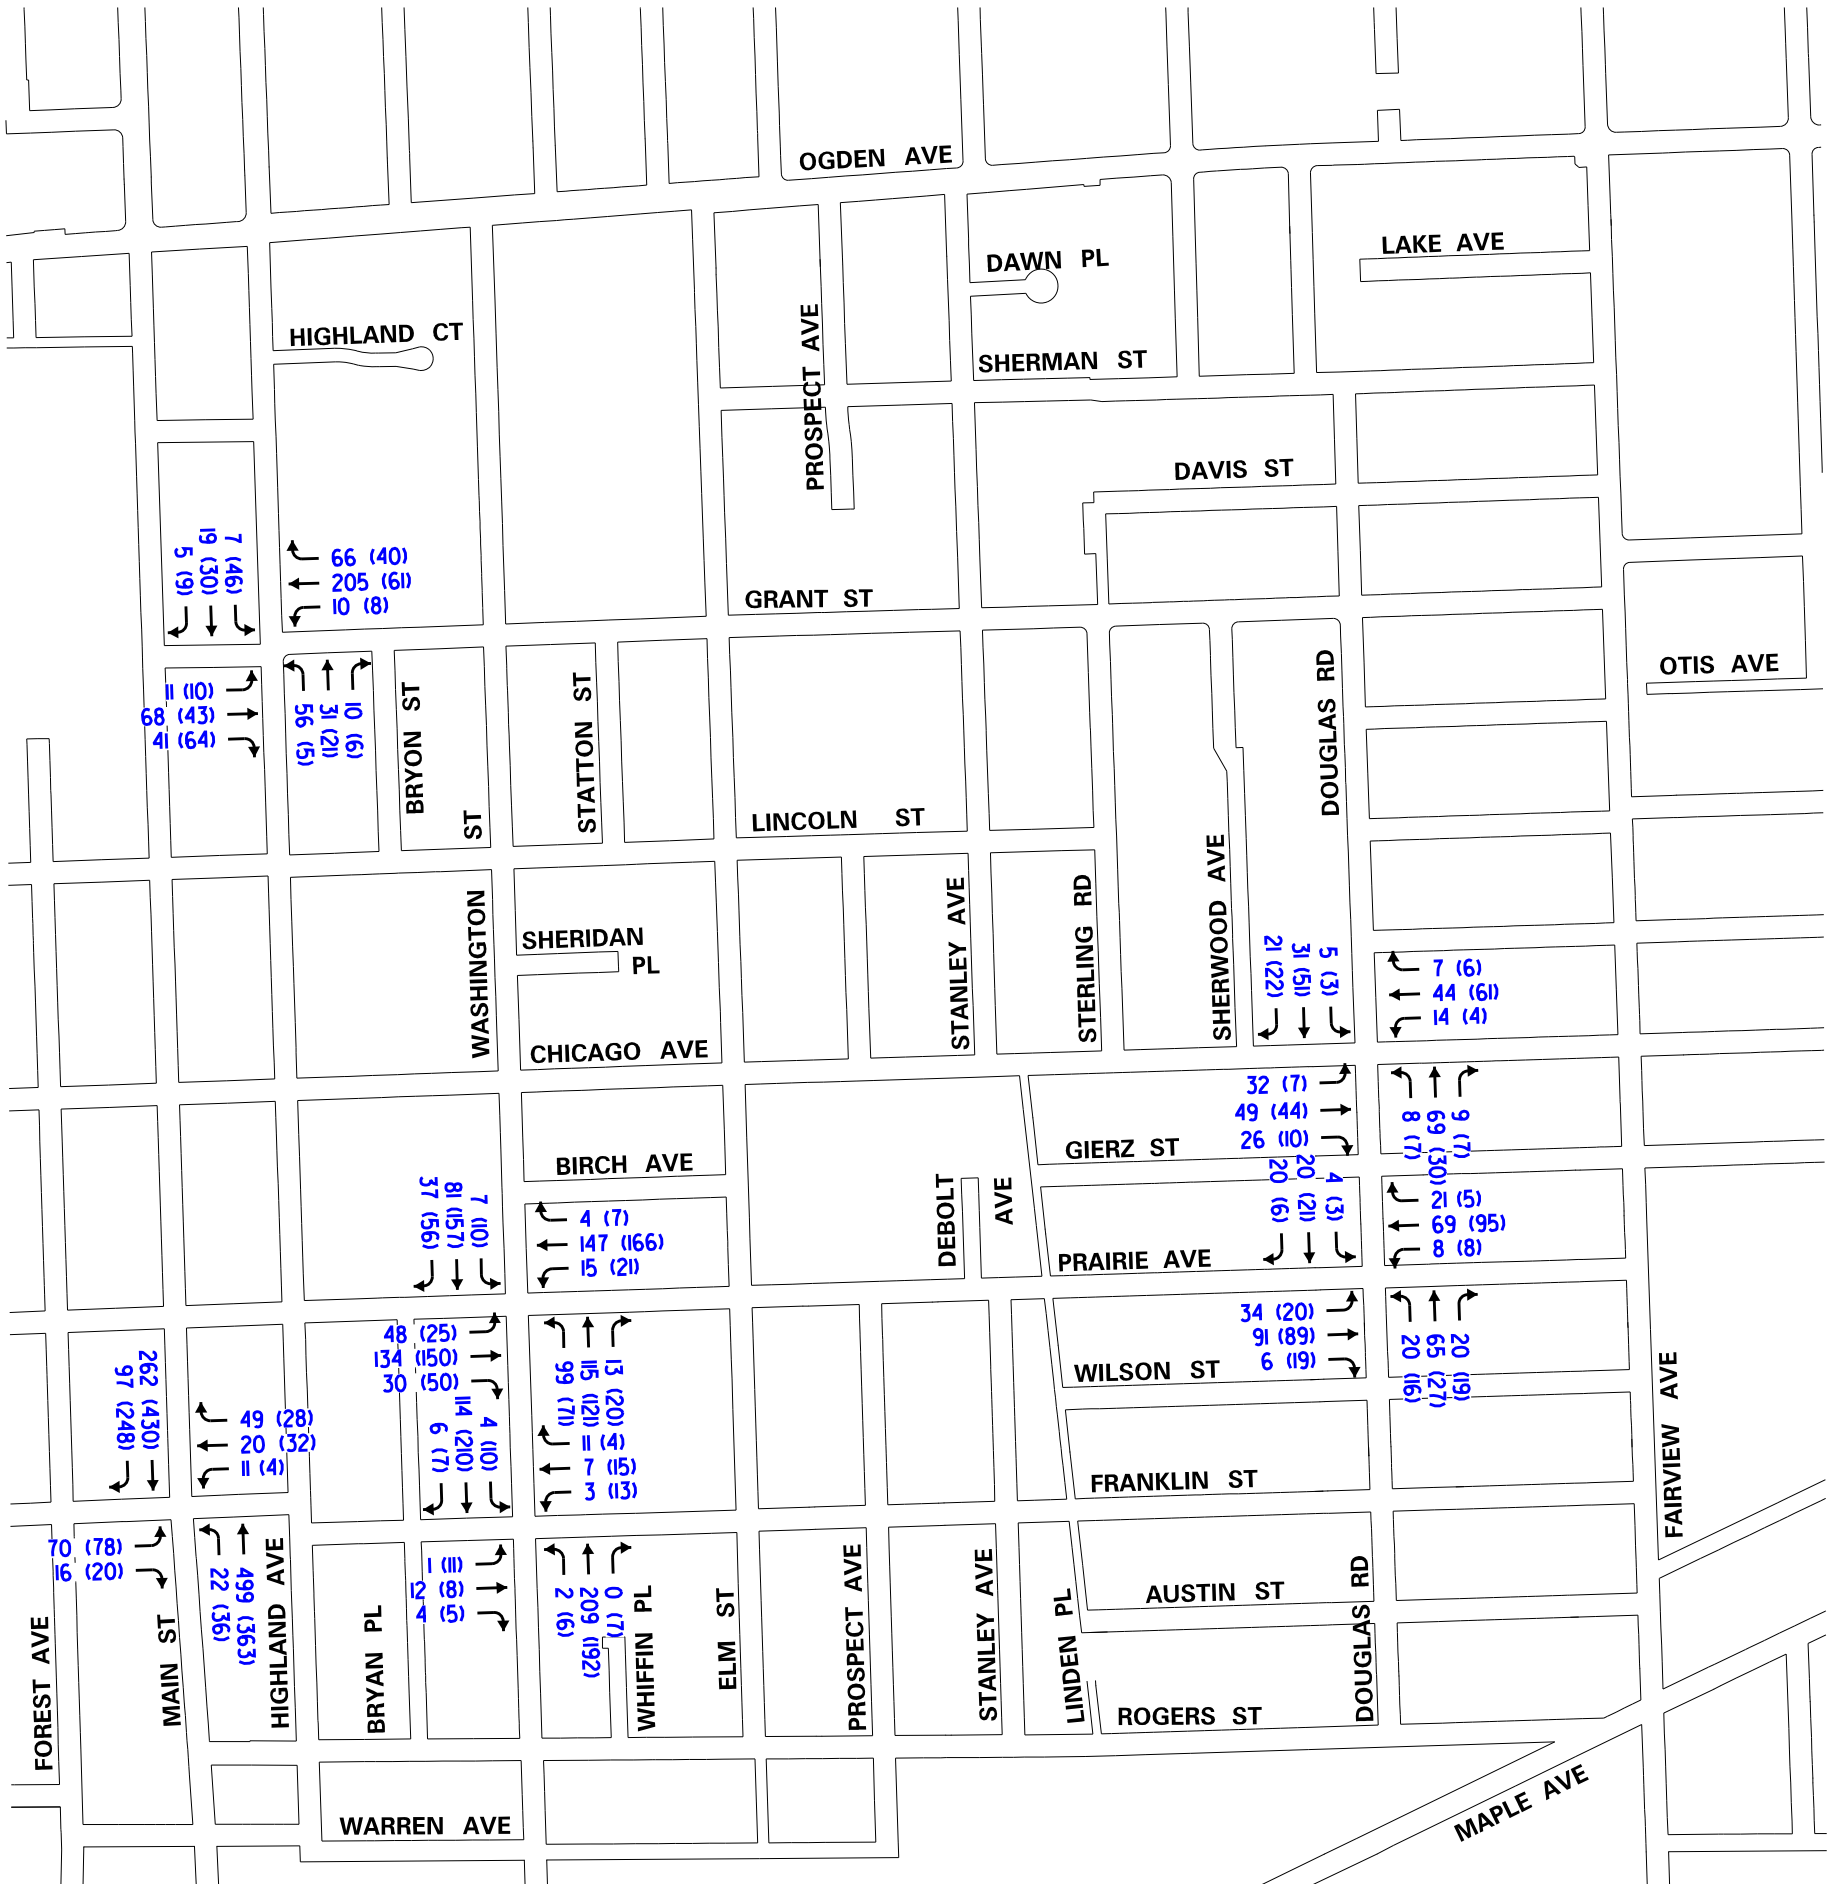 OGDEN AVE
LAKE AVE
DAWN PL
HIGHLAND CT
PROSPECT AVE
SHERMAN ST
DAVIS ST
7 (46)
19 (30)
5 (9)
66 (40)
205 (61)
10 (8)
GRANT ST
OTIS AVE
11 (10)
68 (43)
41 (64)
56 (5)
31 (21)
10 (6)
BRYON ST
STATTON ST
DOUGLAS RD
LINCOLN ST
WASHINGTON ST
SHERIDAN
PL
STANLEY AVE
STERLING RD
SHERWOOD AVE
CHICAGO AVE
21 (22)
31 (51)
5 (3)
7 (6)
44 (61)
14 (4)
32 (7)
49 (44)
26 (10)
8 (7)
69 (30)
9 (7)
GIERZ ST
BIRCH AVE
DEBOLT AVE
37 (56)
81 (157)
7 (10)
4 (7)
147 (166)
15 (21)
20 (6)
20 (21)
4 (3)
21 (5)
69 (95)
8 (8)
PRAIRIE AVE
48 (25)
134 (150)
30 (50)
99 (71)
115 (121)
13 (20)
34 (20)
91 (89)
6 (19)
20 (16)
65 (27)
20 (19)
WILSON ST
FAIRVIEW AVE
97 (248)
262 (430)
49 (28)
20 (32)
11 (4)
6 (7)
114 (210)
4 (10)
11 (4)
7 (15)
3 (13)
FRANKLIN ST
70 (78)
16 (20)
22 (36)
499 (363)
1 (11)
12 (8)
4 (5)
2 (6)
209 (192)
0 (7)
AUSTIN ST
FOREST AVE
MAIN ST
HIGHLAND AVE
BRYAN PL
WHIFFIN PL
ELM ST
PROSPECT AVE
STANLEY AVE
LINDEN PL
DOUGLAS RD
ROGERS ST
WARREN AVE
MAPLE AVE